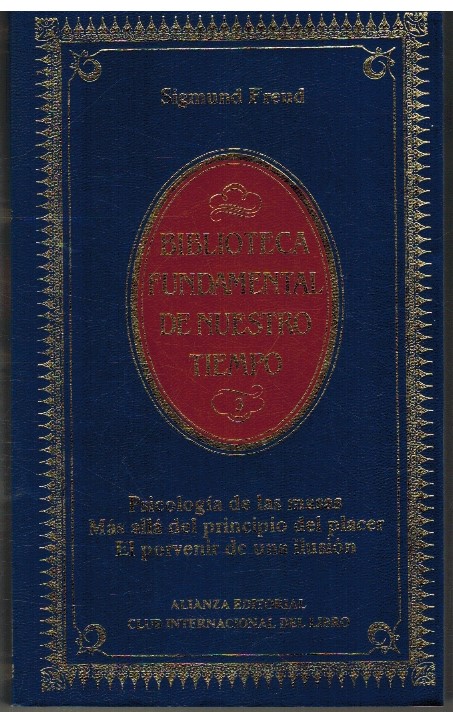 Sigmund Freud
BIBLIOTECA
FUNDAMENTAL
DE NUESTRO
TIEMPO
3
Psicología de las masas
Más allá del principio del placer
El porvenir de una ilusión
ALIANZA EDITORIAL
CLUB INTERNACIONAL DEL LIBRO